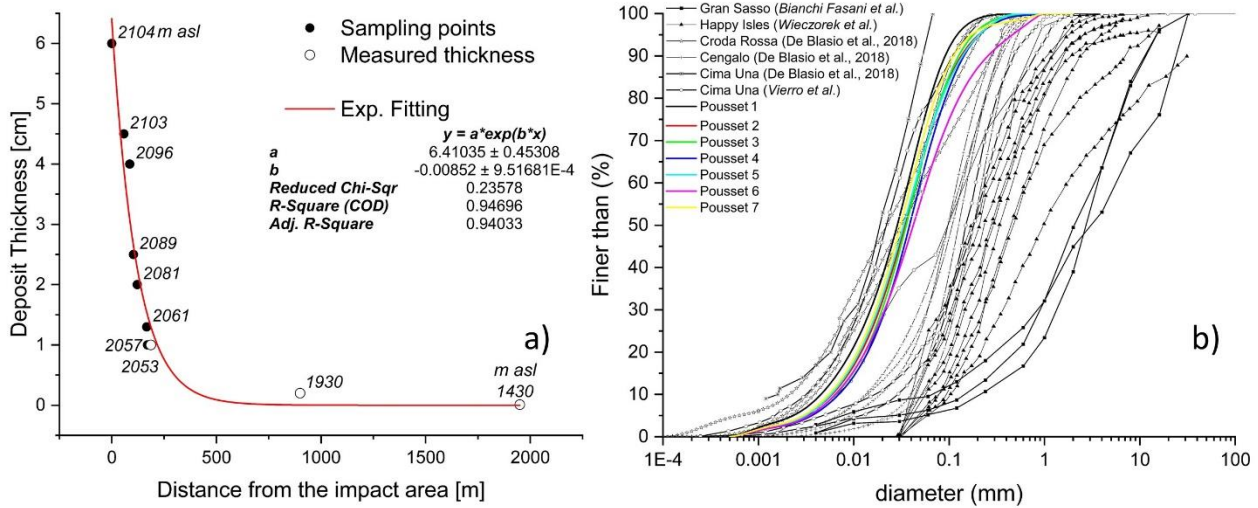 2104 m asl
Sampling points
Measured thickness
2103
2096
Exp. Fitting
y = a*exp(b*x)
a 6.41035 ± 0.45308
b -0.00852 ± 9.51681E-4
Reduced Chi-Sqr 0.23578
R-Square (COD) 0.94696
Adj. R-Square 0.94033
2089
2081
2061
2057
2053
1930
m asl
1430
a)
6
5
4
3
2
1
0
Deposit Thickness [cm]
0 500 1000 1500 2000
Distance from the impact area [m]
Gran Sasso (Bianchi Fasani et al.)
Happy Isles (Wieczorek et al.)
Croda Rossa (De Blasio et al., 2018)
Cengalo (De Blasio et al., 2018)
Cima Una (De Blasio et al., 2018)
Cima Una (Vierro et al.)
Pousset 1
Pousset 2
Pousset 3
Pousset 4
Pousset 5
Pousset 6
Pousset 7
b)
100
90
80
70
60
50
40
30
20
10
0
Finer than (%)
1E-4 0.001 0.01 0.1 1 10 100
diameter (mm)